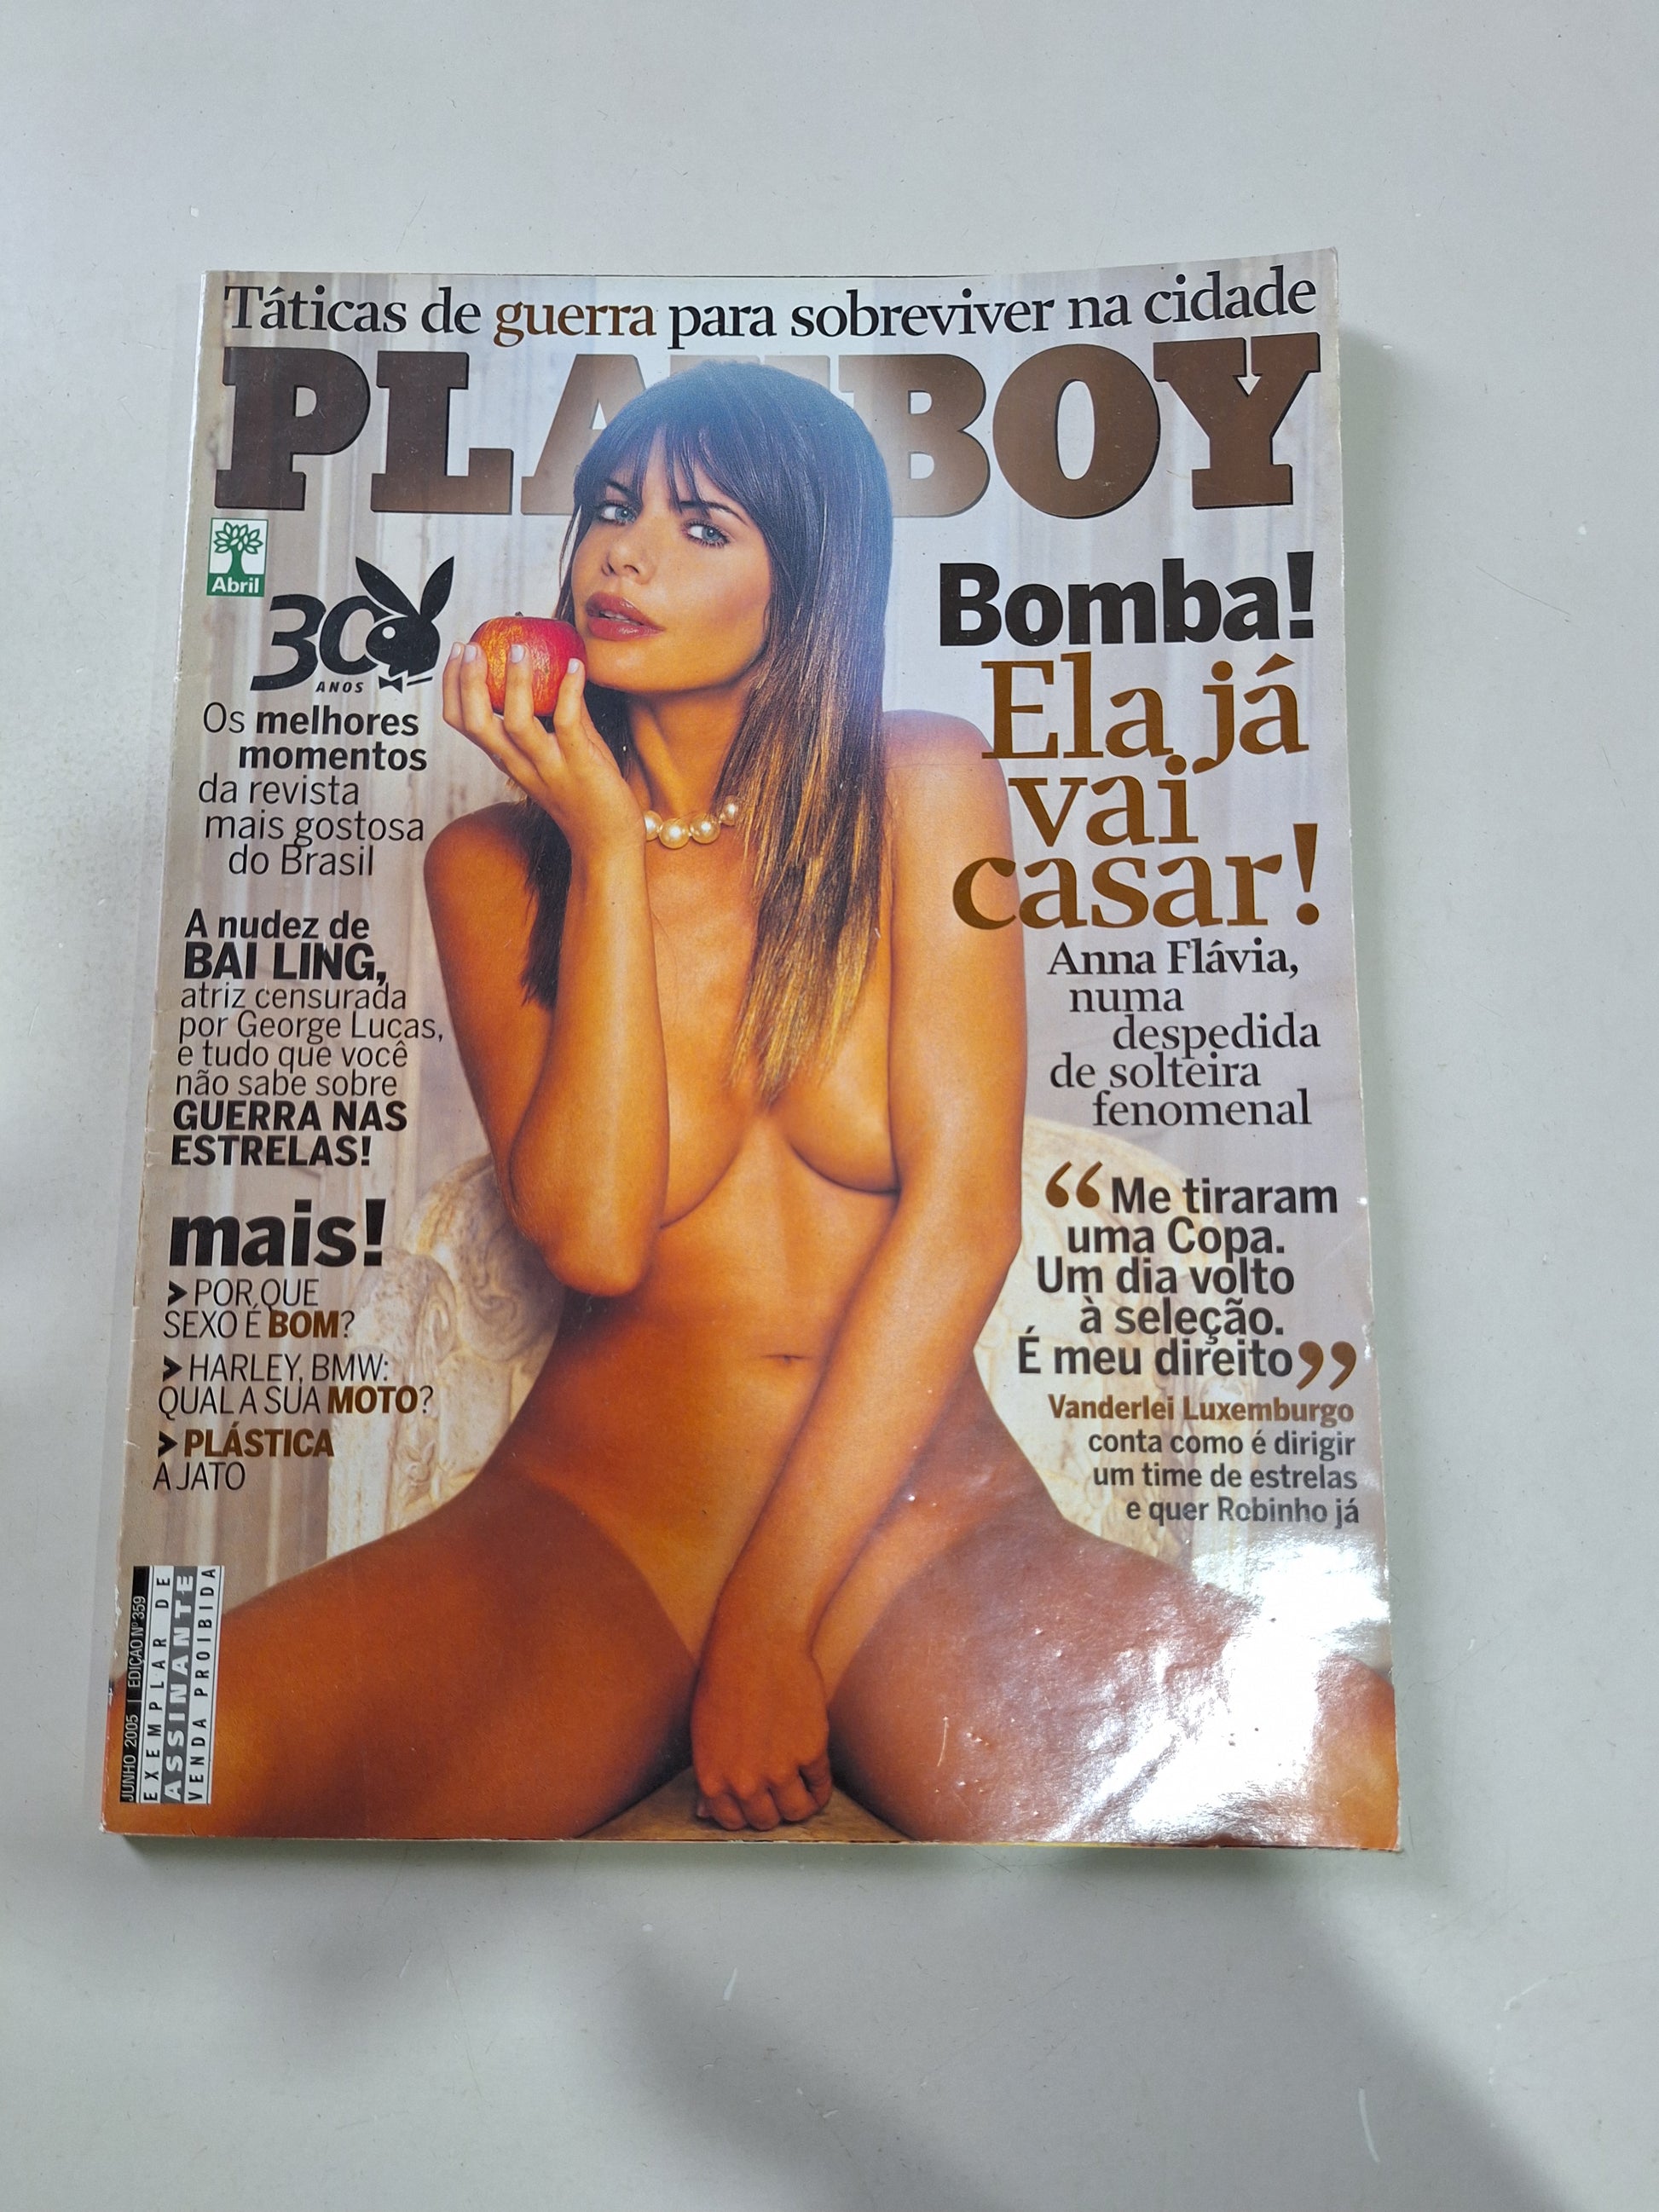 Táticas de guerra para sobreviver na cidade
PLAYBOY
Abril
30
ANOS
Os melhores
momentos
da revista
mais gostosa
do Brasil
A nudez de
BAI LING,
atriz censurada
por George Lucas,
e tudo que você
não sabe sobre
GUERRA NAS
ESTRELAS!
mais!
> POR QUE
SEXO É BOM?
> HARLEY, BMW:
QUAL A SUA MOTO?
> PLÁSTICA
A JATO
Bomba!
Ela já
vai
casar!
Anna Flávia,
numa
despedida
de solteira
fenomenal
“Me tiraram
uma Copa.
Um dia volto
à seleção.
É meu direito”
Vanderlei Luxemburgo
conta como é dirigir
um time de estrelas
e quer Robinho já
JUNHO 2005 | EDIÇÃO Nº 359
EXEMPLAR DE
ASSINANTE
VENDA PROIBIDA